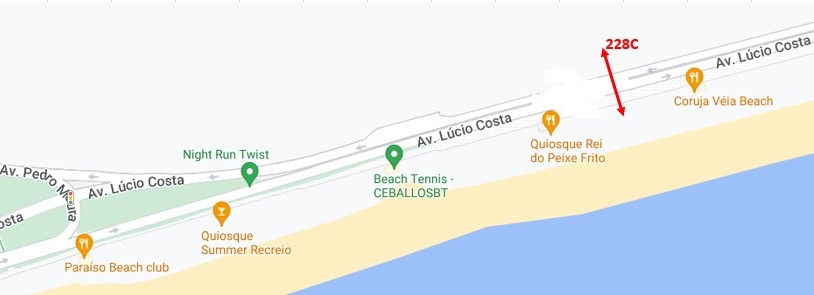 228C
Av. Lúcio Costa
Coruja Véia Beach
Av. Lúcio Costa
Quiosque Rei
do Peixe Frito
Night Run Twist
Beach Tennis -
CEBALLOSBT
Av. Pedro Moura
Av. Lúcio Costa
osta
Quiosque
Summer Recreio
Paraíso Beach club